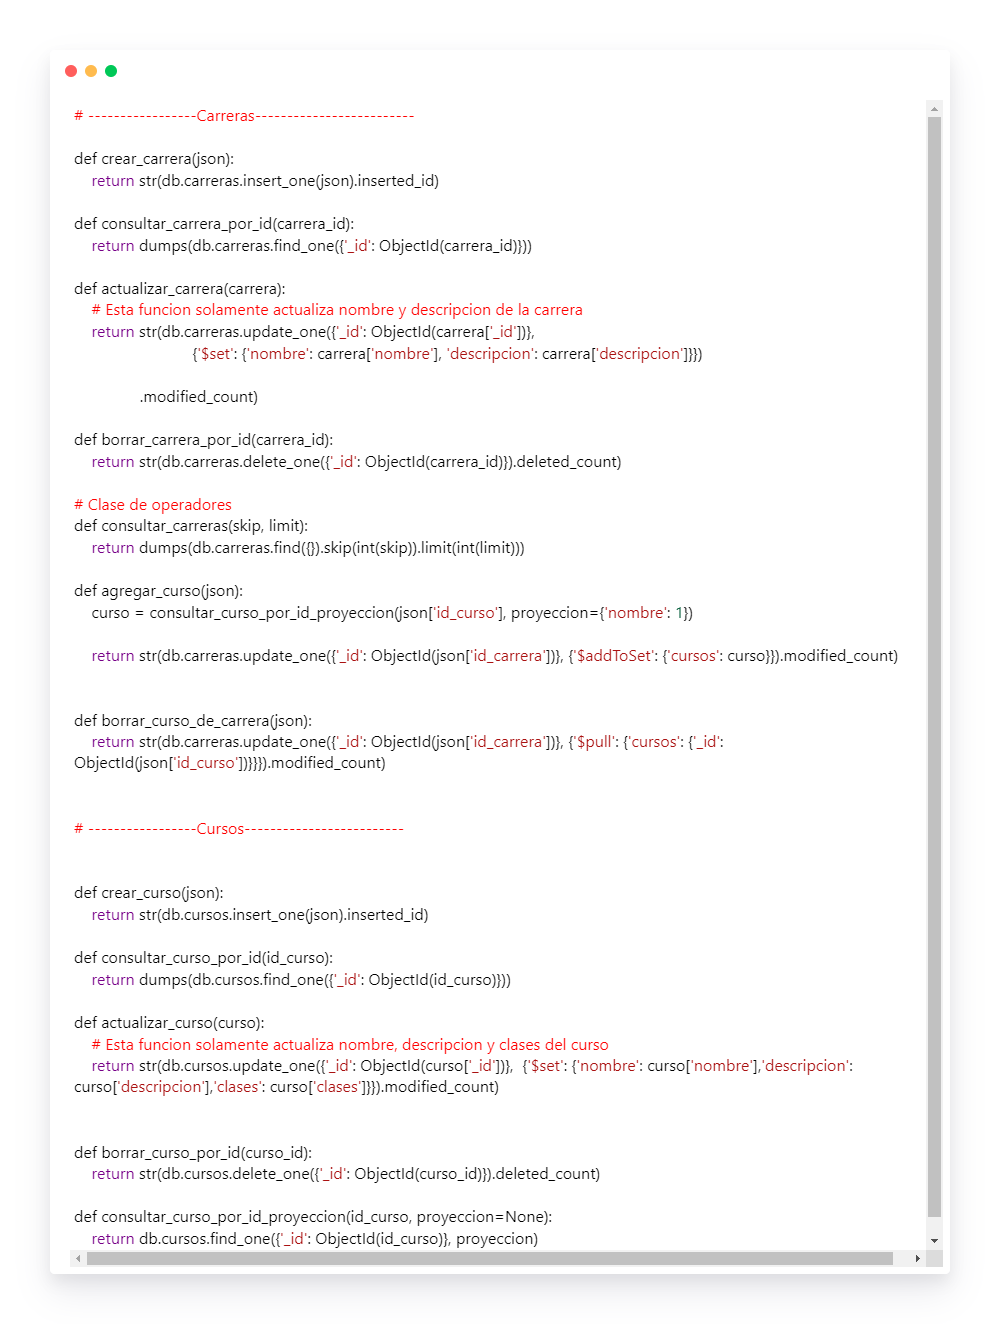 # -----------------Carreras-------------------------
def crear_carrera(json):
    return str(db.carreras.insert_one(json).inserted_id)
def consultar_carrera_por_id(carrera_id):
    return dumps(db.carreras.find_one({'_id': ObjectId(carrera_id)}))
def actualizar_carrera(carrera):
    # Esta funcion solamente actualiza nombre y descripcion de la carrera
    return str(db.carreras.update_one({'_id': ObjectId(carrera['_id'])},
                           {'$set': {'nombre': carrera['nombre'], 'descripcion': carrera['descripcion']}})
               .modified_count)
def borrar_carrera_por_id(carrera_id):
    return str(db.carreras.delete_one({'_id': ObjectId(carrera_id)}).deleted_count)
# Clase de operadores
def consultar_carreras(skip, limit):
    return dumps(db.carreras.find({}).skip(int(skip)).limit(int(limit)))
def agregar_curso(json):
    curso = consultar_curso_por_id_proyeccion(json['id_curso'], proyeccion={'nombre': 1})
    return str(db.carreras.update_one({'_id': ObjectId(json['id_carrera'])}, {'$addToSet': {'cursos': curso}}).modified_count)
def borrar_curso_de_carrera(json):
    return str(db.carreras.update_one({'_id': ObjectId(json['id_carrera'])}, {'$pull': {'cursos': {'_id':
ObjectId(json['id_curso'])}}}).modified_count)
# -----------------Cursos-------------------------
def crear_curso(json):
    return str(db.cursos.insert_one(json).inserted_id)
def consultar_curso_por_id(id_curso):
    return dumps(db.cursos.find_one({'_id': ObjectId(id_curso)}))
def actualizar_curso(curso):
    # Esta funcion solamente actualiza nombre, descripcion y clases del curso
    return str(db.cursos.update_one({'_id': ObjectId(curso['_id'])},  {'$set': {'nombre': curso['nombre'],'descripcion':
curso['descripcion'],'clases': curso['clases']}}).modified_count)
def borrar_curso_por_id(curso_id):
    return str(db.cursos.delete_one({'_id': ObjectId(curso_id)}).deleted_count)
def consultar_curso_por_id_proyeccion(id_curso, proyeccion=None):
    return db.cursos.find_one({'_id': ObjectId(id_curso)}, proyeccion)